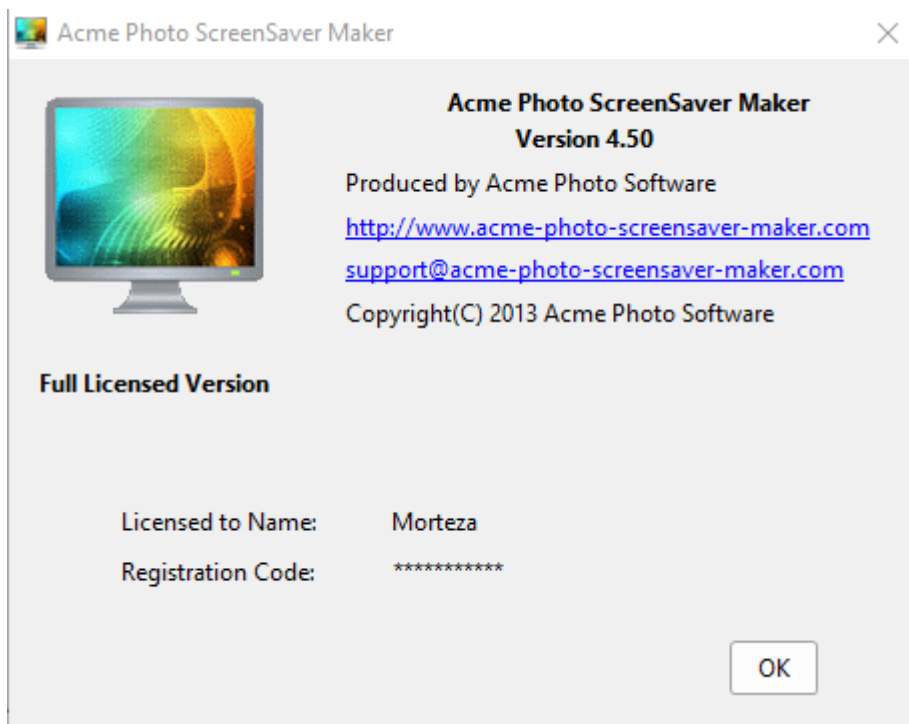 Acme Photo ScreenSaver Maker
Acme Photo ScreenSaver Maker
Version 4.50
Produced by Acme Photo Software
http://www.acme-photo-screensaver-maker.com
support@acme-photo-screensaver-maker.com
Copyright(C) 2013 Acme Photo Software
Full Licensed Version
Licensed to Name: Morteza
Registration Code: ***********
OK